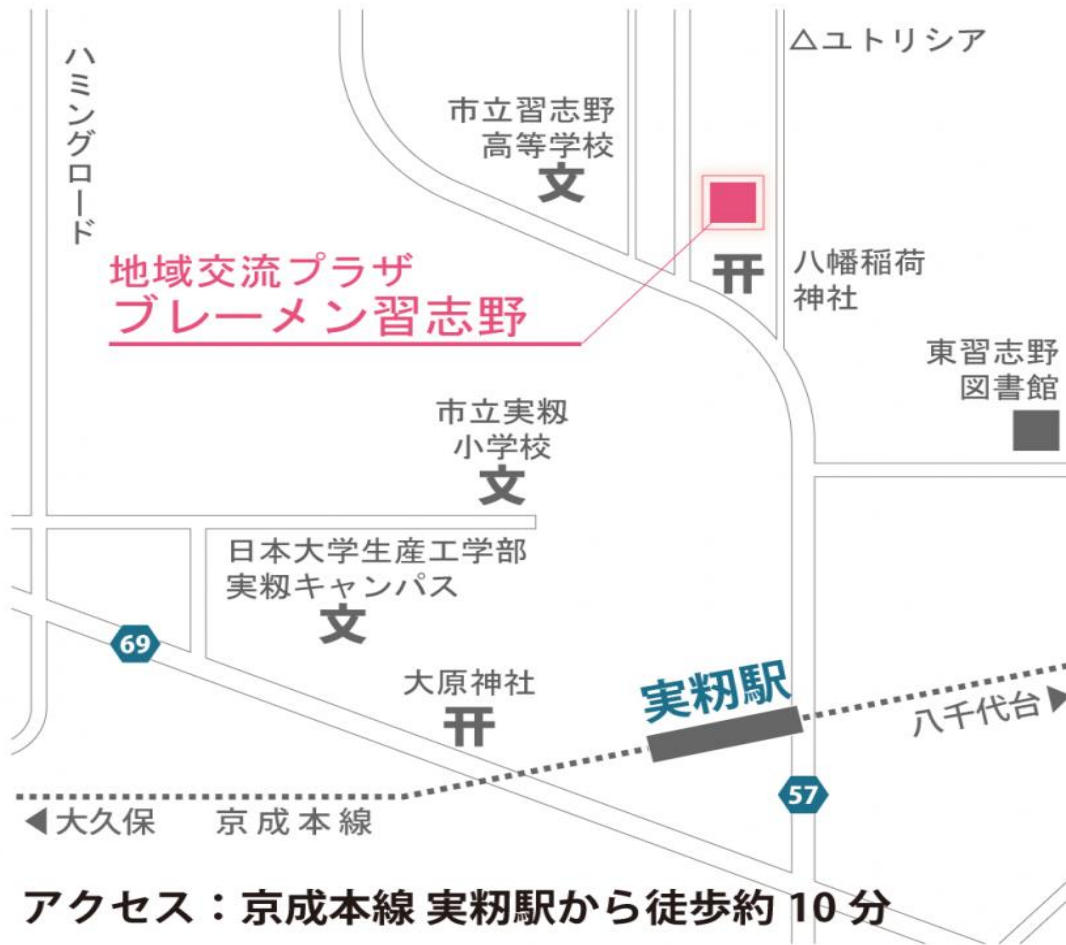 △ユトリシア
ハミングロード
市立習志野
高等学校
文
地域交流プラザ
ブレーメン習志野
八幡稲荷
神社
東習志野
図書館
市立実籾
小学校
文
日本大学生産工学部
実籾キャンパス
文
69
大原神社
実籾駅
八千代台▶
57
◀大久保
京成本線
アクセス：京成本線 実籾駅から徒歩約 10 分